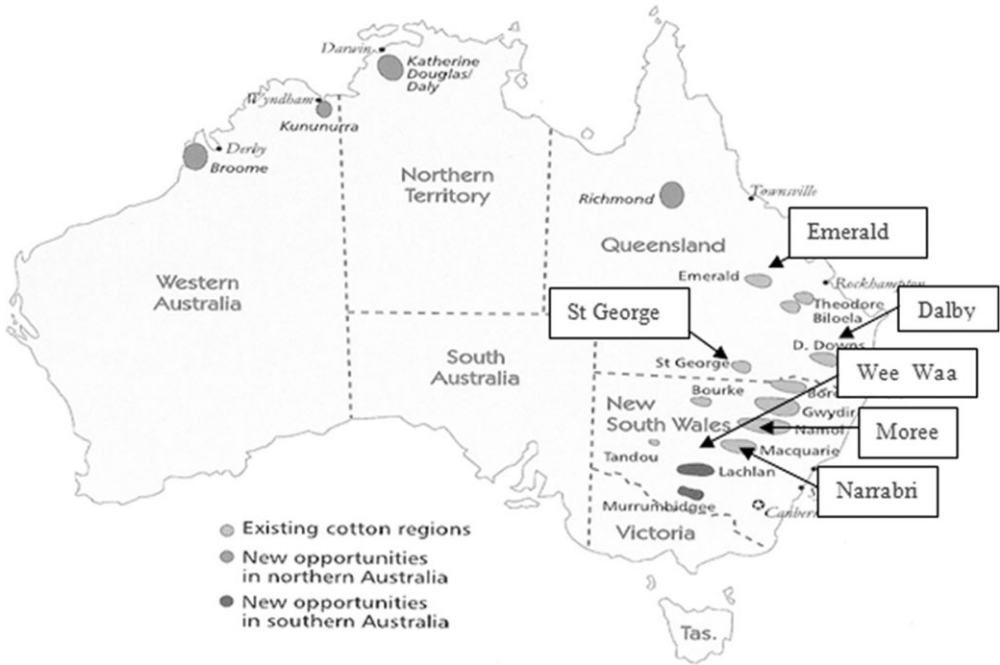 Darwin
Katherine
Douglas/
Daly
Wyndham
Kununurra
Derby
Broome
Northern
Territory
Richmond
Townsville
Queensland
Emerald
Emerald
Western
Australia
Rockhampton
Theodore
Biloela
St George
Dalby
D. Downs
South
Australia
St George
Wee Waa
Bourke
New
South Wales
Gwydir
Moree
Macquarie
Tandou
Lachlan
Narrabri
Murrumbidgee
Victoria
Existing cotton regions
New opportunities
in northern Australia
New opportunities
in southern Australia
Tas.